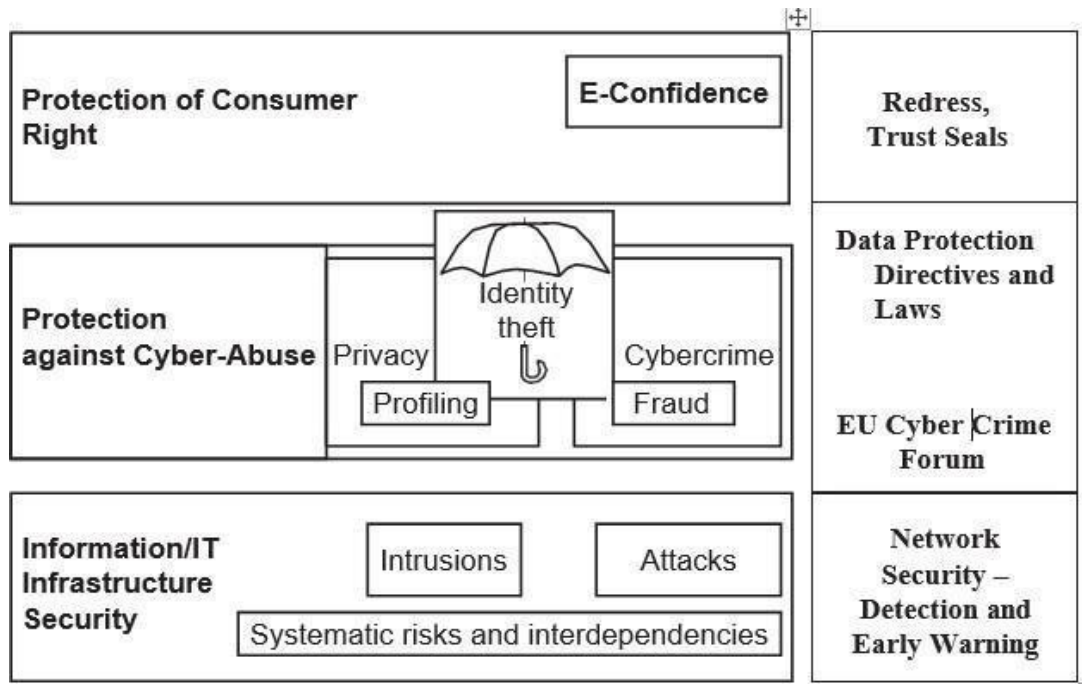 Protection of Consumer
Right
E-Confidence
Redress,
Trust Seals
Protection
against Cyber-Abuse
Privacy
Profiling
Identity
theft
Cybercrime
Fraud
Data Protection
Directives and
Laws
EU Cyber Crime
Forum
Information/IT
Infrastructure
Security
Intrusions
Attacks
Systematic risks and interdependencies
Network
Security –
Detection and
Early Warning